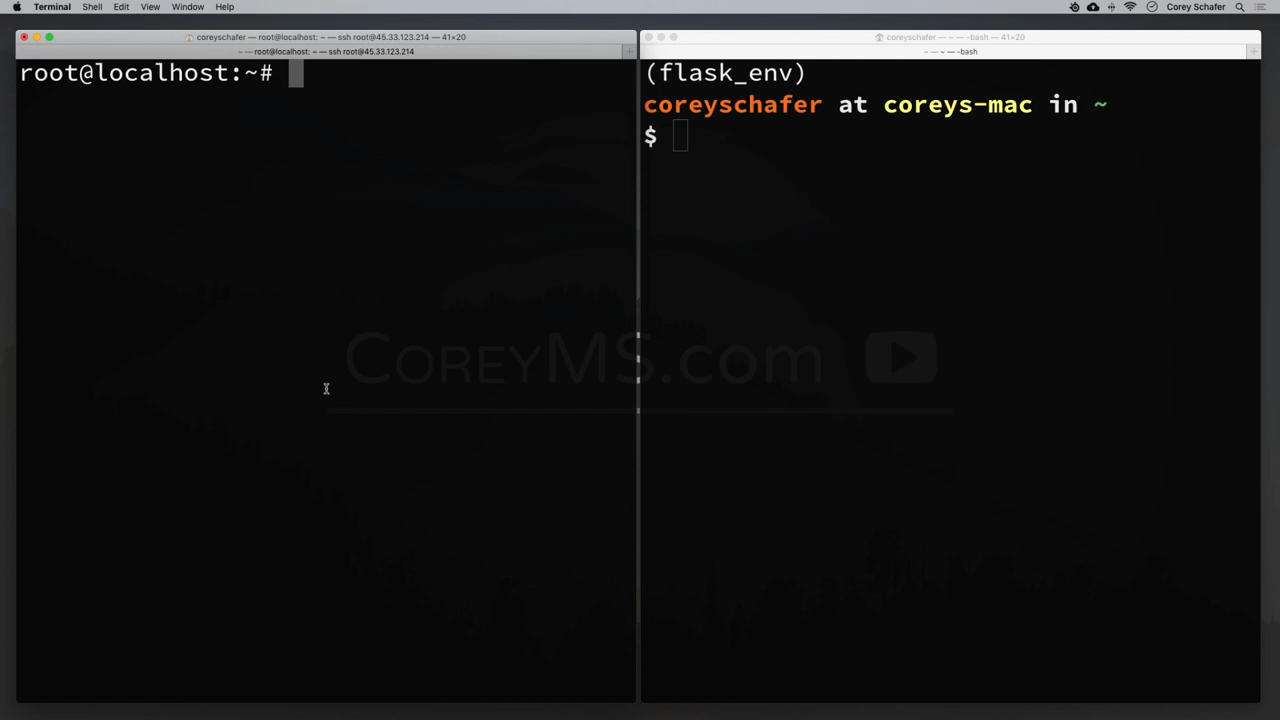 Terminal Shell Edit View Window Help Corey Schafer
coreyschafer — root@localhost: ~ — ssh root@45.33.123.214 — 41×20
~ — root@localhost: ~ — ssh root@45.33.123.214
root@localhost:~#
coreyschafer — ~ — -bash — 41×20
~ — ~ — -bash
(flask_env)
coreyschafer at coreys-mac in ~
$
CoreyMS.com